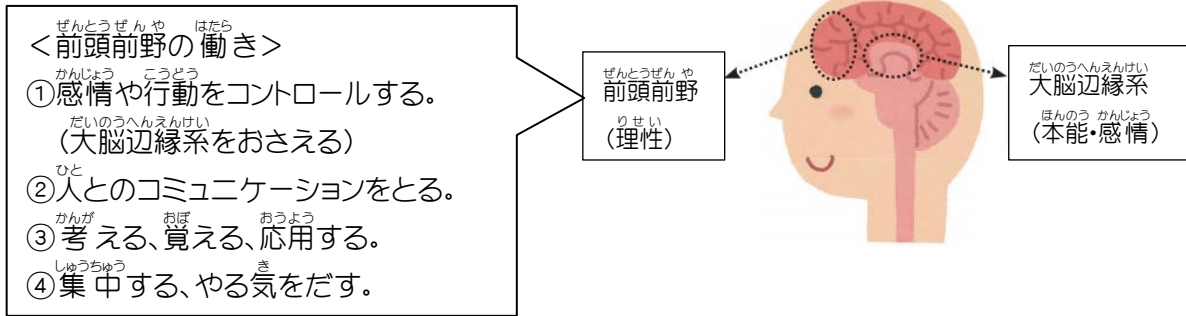 ＜前頭前野の働き＞
①感情や行動をコントロールする。
（大脳辺縁系をおさえる）
②人とのコミュニケーションをとる。
③考える、覚える、応用する。
④集中する、やる気をだす。
前頭前野
（理性）
大脳辺縁系
（本能・感情）